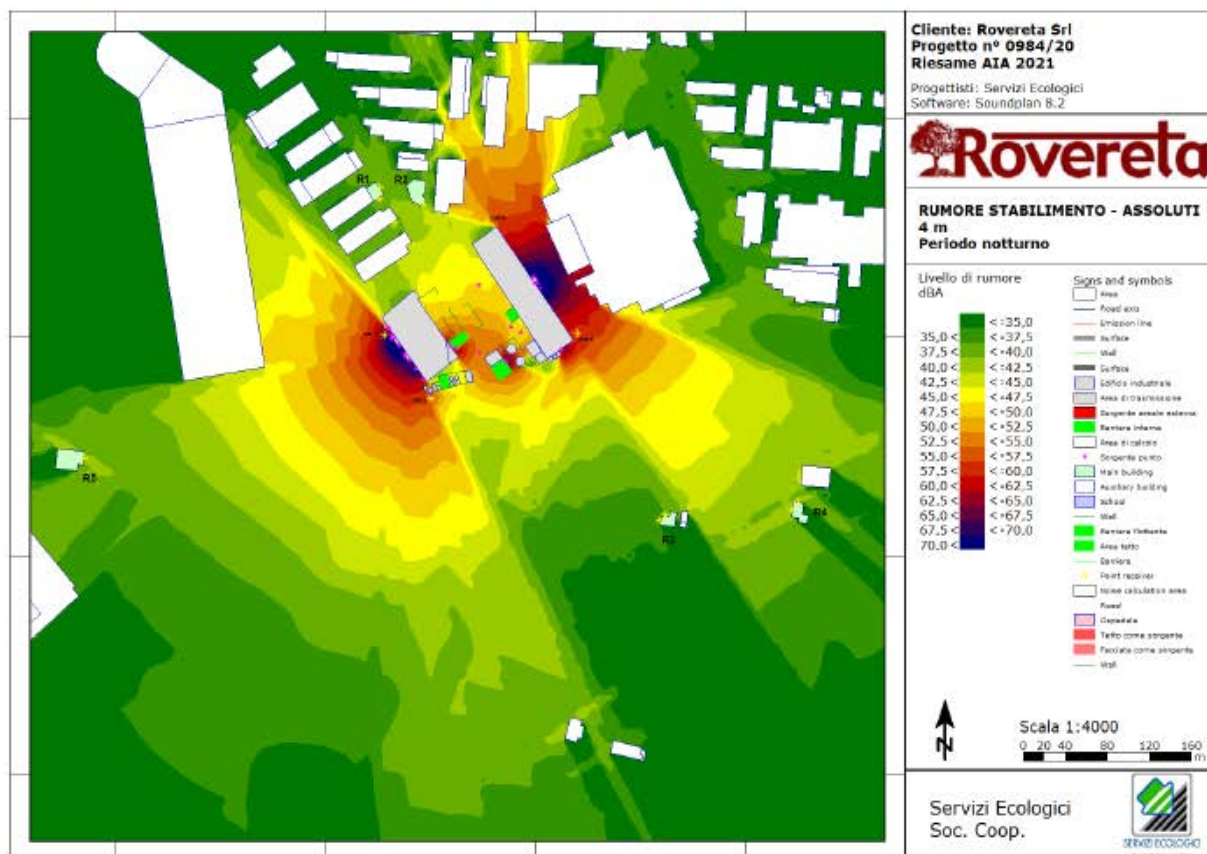 Cliente: Rovereta Srl
Progetto n° 0984/20
Riesame AIA 2021
Progettisti: Servizi Ecologici
Software: Soundplan 8.2
Rovereta
RUMORE STABILIMENTO - ASSOLUTI
4 m
Periodo notturno
Livello di rumore
dBA
<=35,0
35,0< <=37,5
37,5< <=40,0
40,0< <=42,5
42,5< <=45,0
45,0< <=47,5
47,5< <=50,0
50,0< <=52,5
52,5< <=55,0
55,0< <=57,5
57,5< <=60,0
60,0< <=62,5
62,5< <=65,0
65,0< <=67,5
67,5< <=70,0
70,0<
Signs and symbols
Area
Road axis
Emission line
Surface
Wall
Surface
Edificio industriale
Area di trasmissione
Sorgente areale esterna
Barriera interna
Area di calcolo
Sorgente punto
Main building
Auxiliary building
School
Wall
Barriera flottante
Area tetto
Barriera
Point receiver
Noise calculation area
Road
Ospedale
Tetto come sorgente
Facciata come sorgente
Wall
R1
R2
R3
R4
R5
N
Scala 1:4000
0 20 40 80 120 160
m
Servizi Ecologici
Soc. Coop.
SERVIZI ECOLOGICI